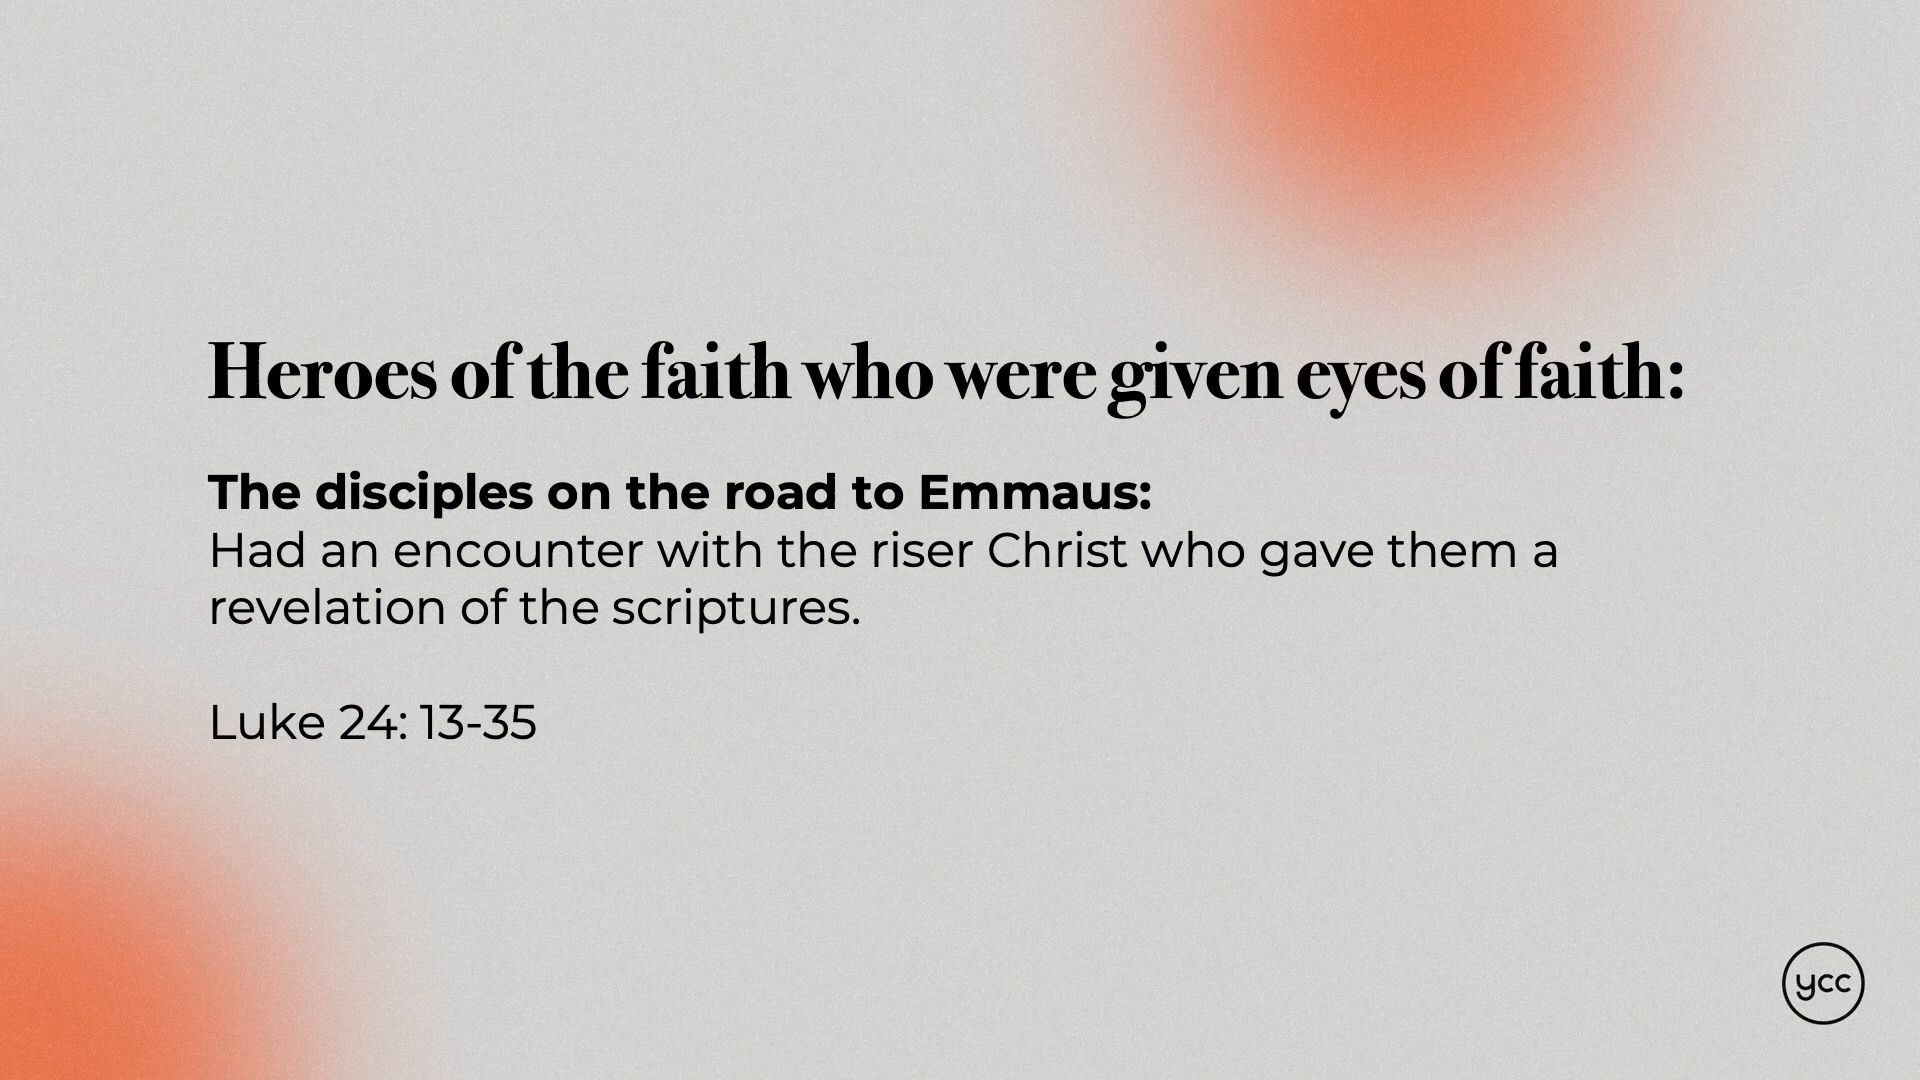 Heroes of the faith who were given eyes of faith:
The disciples on the road to Emmaus:
Had an encounter with the riser Christ who gave them a
revelation of the scriptures.
Luke 24: 13-35
ycc